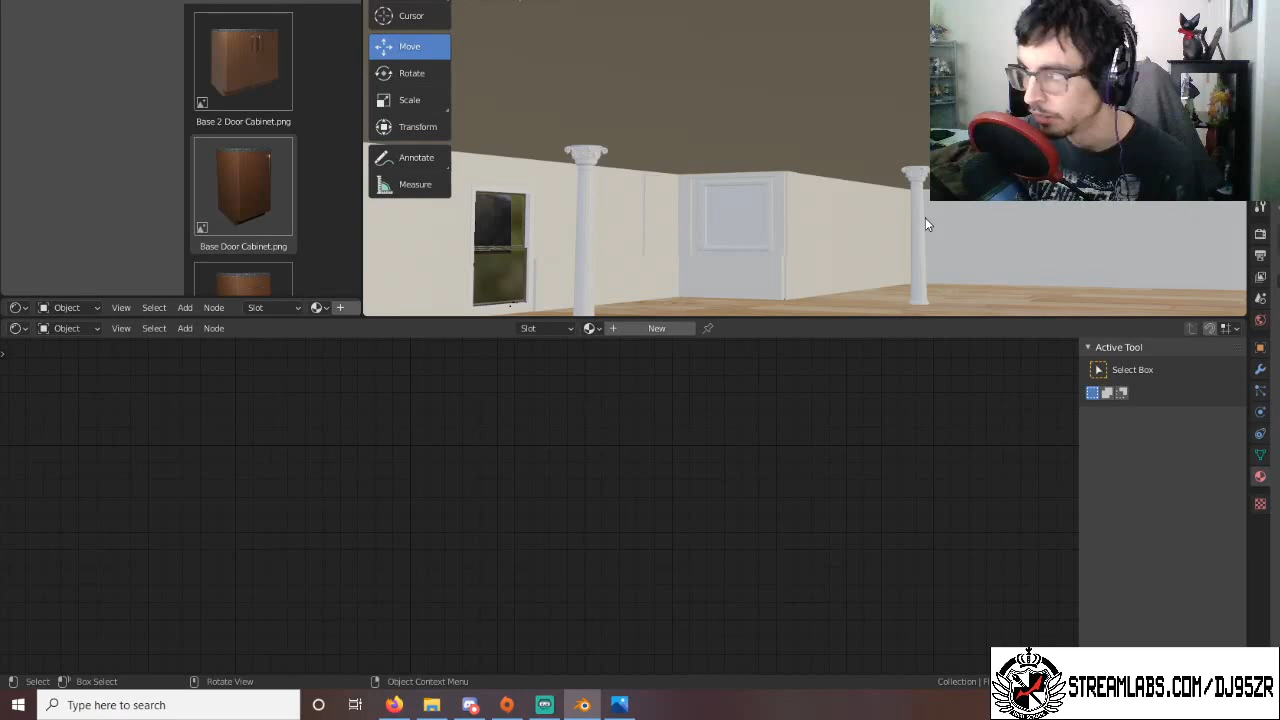 Cursor
Move
Rotate
Scale
Transform
Annotate
Measure
Base 2 Door Cabinet.png
Base Door Cabinet.png
Object View Select Add Node Slot
Object View Select Add Node Slot New
Active Tool
Select Box
Select Box Select Rotate View Object Context Menu Collection |
Type here to search
STREAMLABS.COM/DJ95ZR